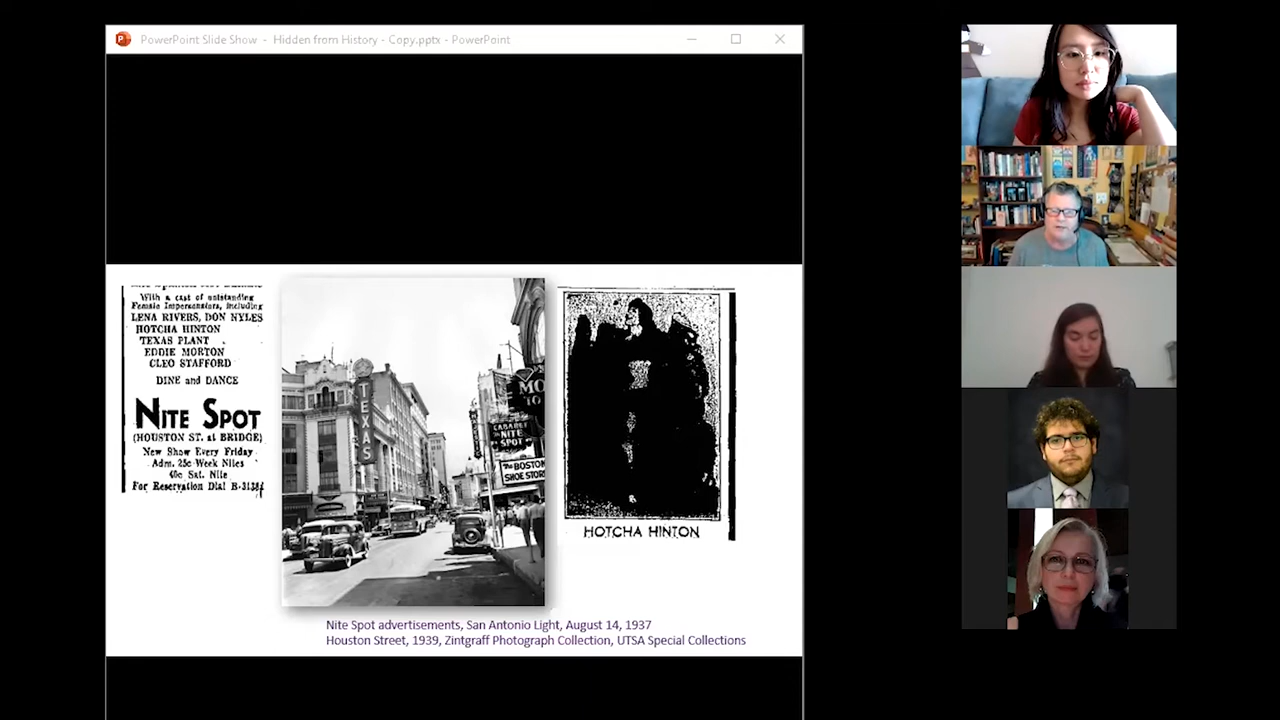 PowerPoint Slide Show - Hidden from History - Copy.pptx - PowerPoint
With a cast of outstanding
Female Impersonators, including
LENA RIVERS, DON NYLES
HOTCHA HINTON
TEXAS PLANT
EDDIE MORTON
CLEO STAFFORD
DINE and DANCE
NITE SPOT
(HOUSTON ST. at BRIDGE)
New Show Every Friday
Adm. 25c Week Nites
40c Sat. Nite
For Reservation Dial
TEXAS
CABARET
NITE
SPOT
The BOSTON
SHOE STORE
HOTCHA HINTON
Nite Spot advertisements, San Antonio Light, August 14, 1937
Houston Street, 1939, Zintgraff Photograph Collection, UTSA Special Collections